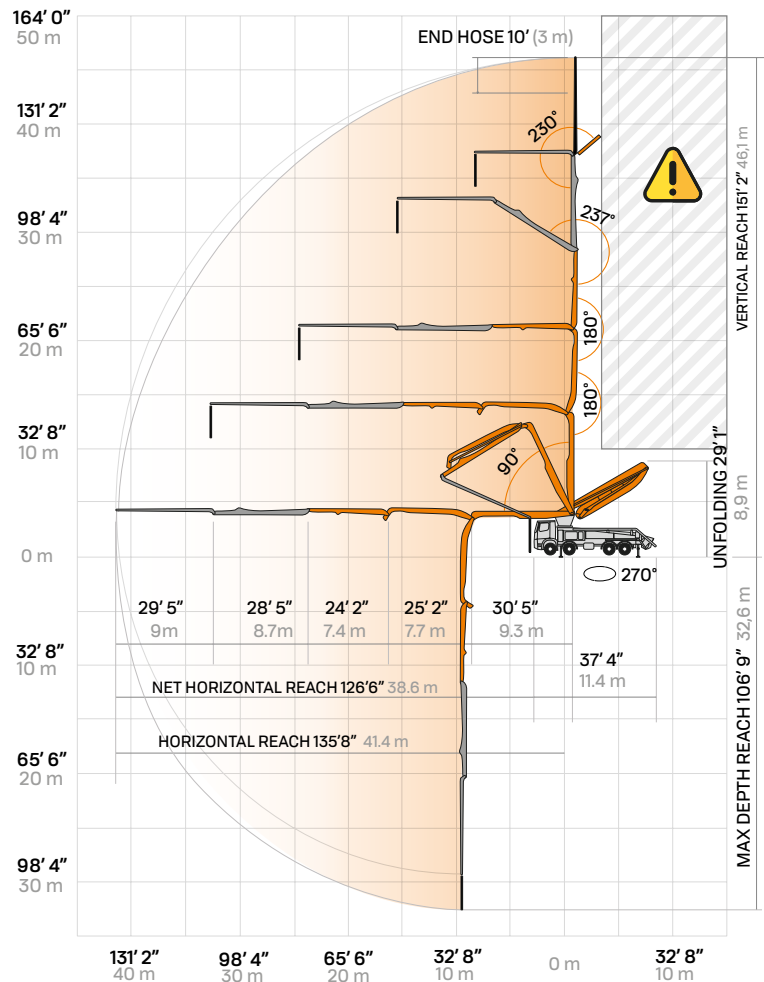 164' 0"
50 m
END HOSE 10' (3 m)
131' 2"
40 m
230°
98' 4"
30 m
237°
VERTICAL REACH 151' 2" 46,1 m
65' 6"
20 m
180°
32' 8"
10 m
180°
90°
UNFOLDING 29' 1"
8,9 m
0 m
270°
29' 5"
28' 5"
24' 2"
25' 2"
30' 5"
9m
8.7m
7.4 m
7.7 m
9.3 m
32' 8"
10 m
37' 4"
11.4 m
NET HORIZONTAL REACH 126'6" 38.6 m
HORIZONTAL REACH 135'8" 41.4 m
MAX DEPTH REACH 106' 9" 32,6 m
65' 6"
20 m
98' 4"
30 m
131' 2"
98' 4"
65' 6"
32' 8"
0 m
32' 8"
40 m
30 m
20 m
10 m
10 m